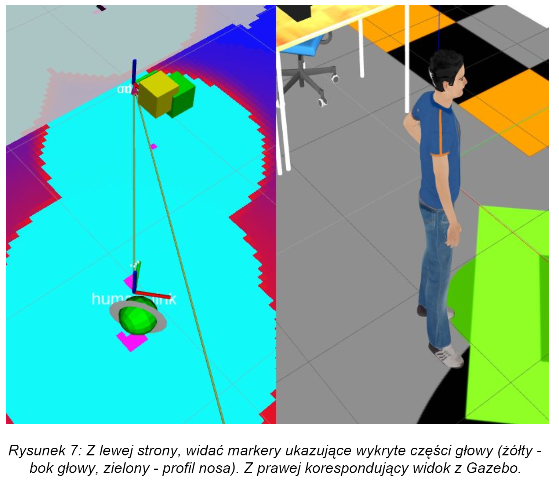 Rysunek 7: Z lewej strony, widać markery ukazujące wykryte części głowy (żółty -
bok głowy, zielony - profil nosa). Z prawej korespondujący widok z Gazebo.